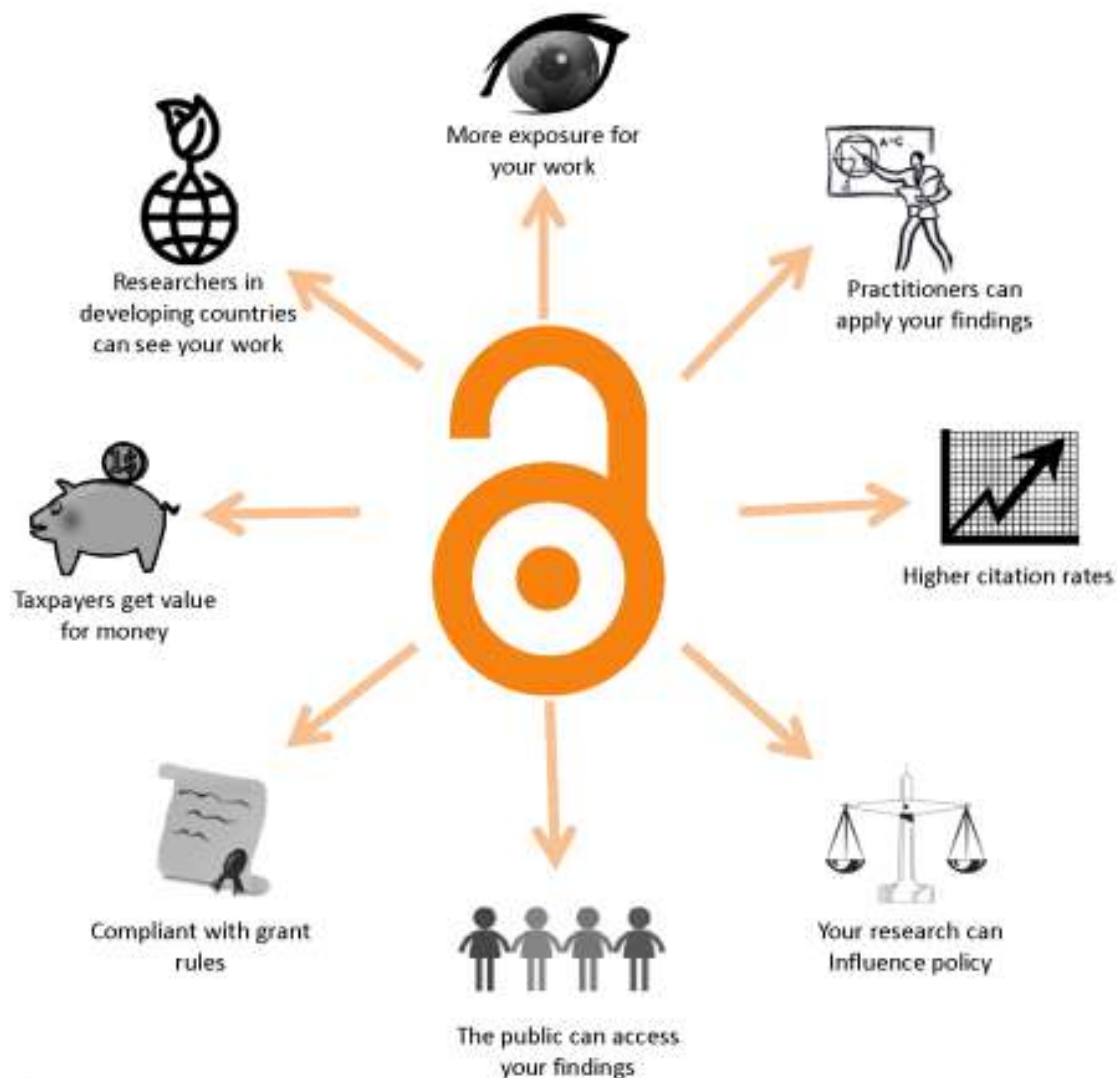 More exposure for
your work
A=C
Practitioners can
apply your findings
Higher citation rates
Your research can
Influence policy
The public can access
your findings
Compliant with grant
rules
Taxpayers get value
for money
Researchers in
developing countries
can see your work